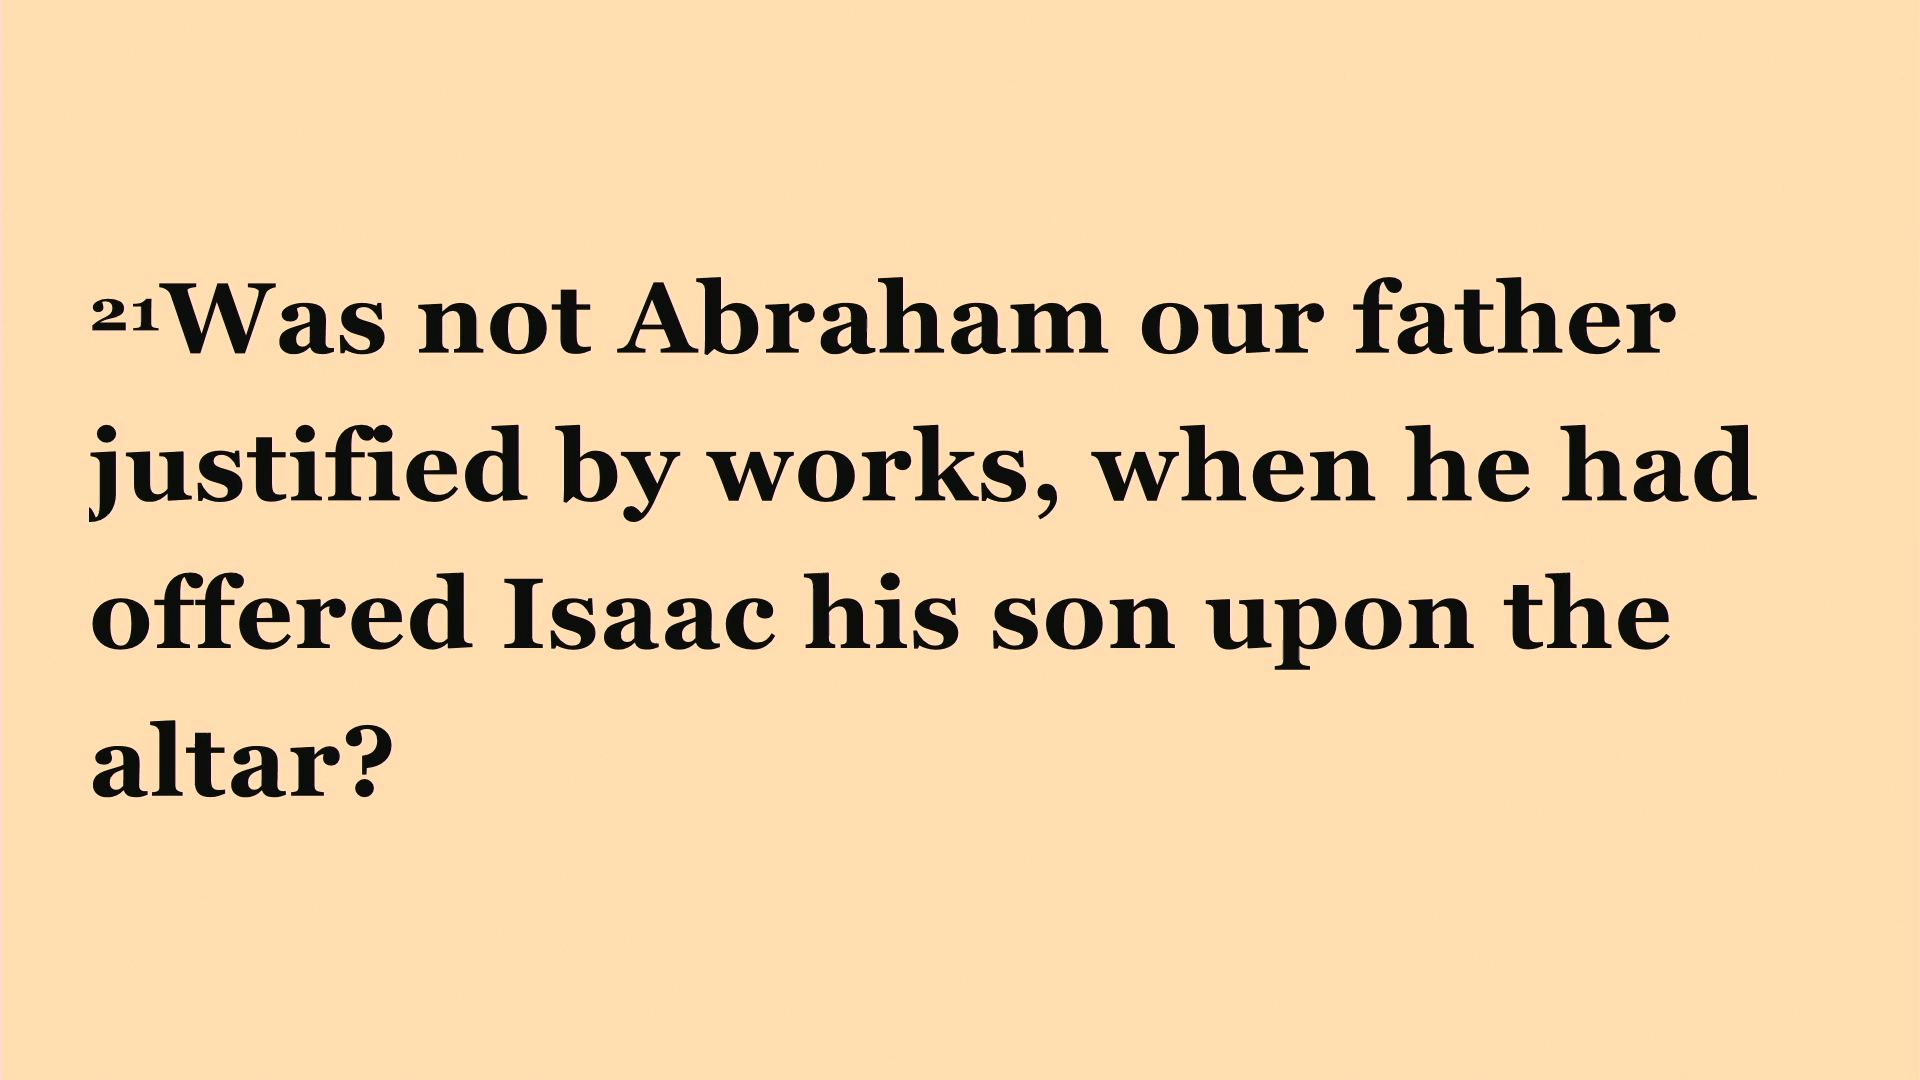 ²¹Was not Abraham our father
justified by works, when he had
offered Isaac his son upon the
altar?